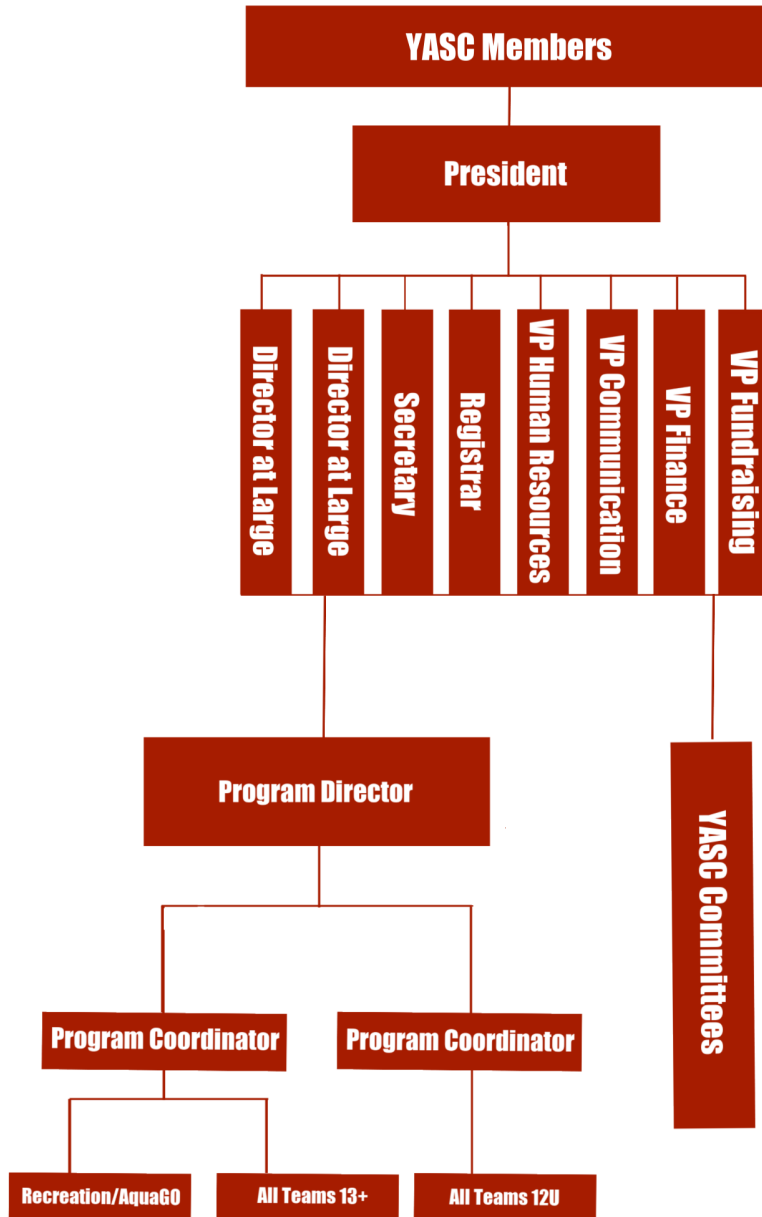 YASC Members
President
Director at Large
Director at Large
Secretary
Registrar
VP Human Resources
VP Communication
VP Finance
VP Fundraising
Program Director
YASC Committees
Program Coordinator
Program Coordinator
Recreation/AquaGO
All Teams 13+
All Teams 12U